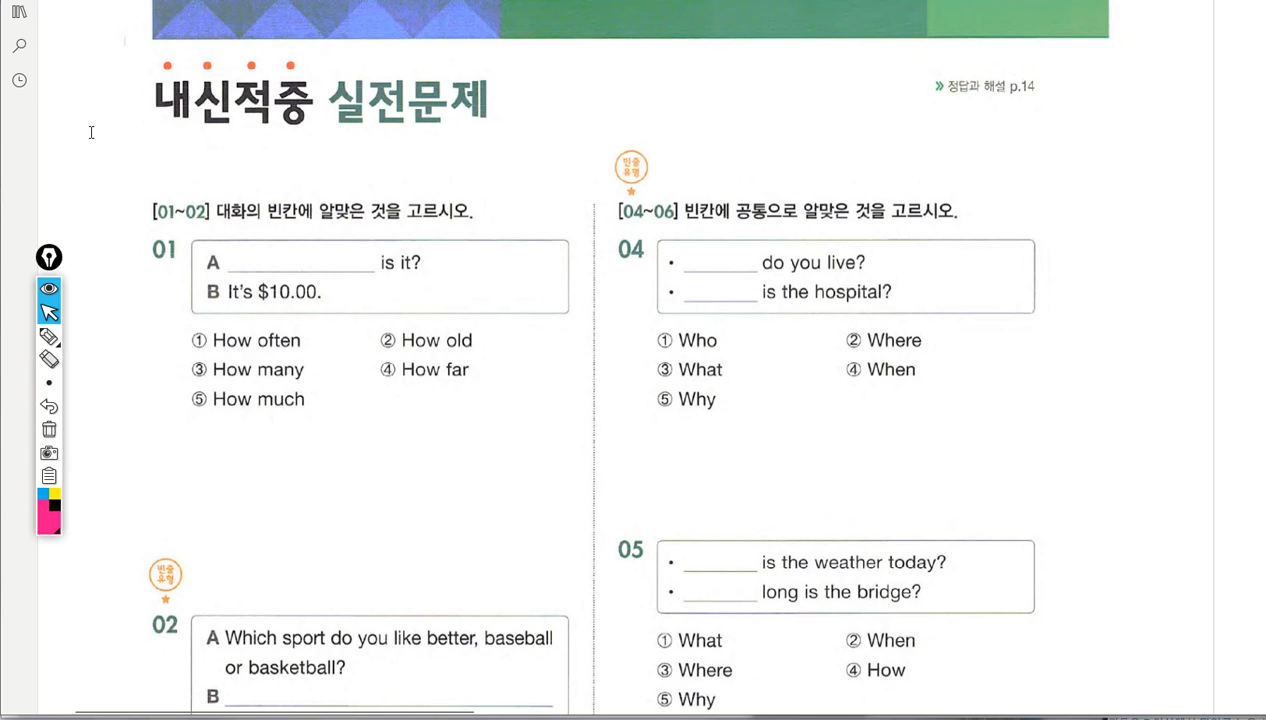 내신적중 실전문제
» 정답과 해설 p.14
[01~02] 대화의 빈칸에 알맞은 것을 고르시오.
01
A ____________ is it?
B It's $10.00.
① How often ② How old
③ How many ④ How far
⑤ How much
빈출
유형
02
A Which sport do you like better, baseball
or basketball?
B ____________
빈출
유형
[04~06] 빈칸에 공통으로 알맞은 것을 고르시오.
04
• ______ do you live?
• ______ is the hospital?
① Who ② Where
③ What ④ When
⑤ Why
05
• ______ is the weather today?
• ______ long is the bridge?
① What ② When
③ Where ④ How
⑤ Why